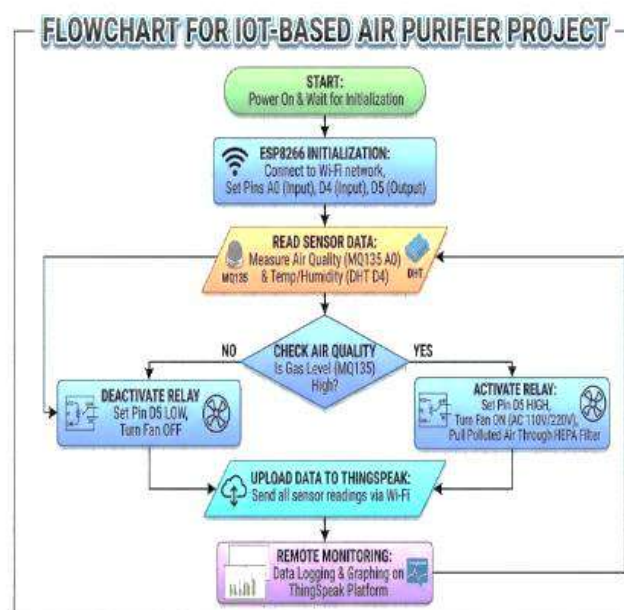 FLOWCHART FOR IOT-BASED AIR PURIFIER PROJECT
START:
Power On & Wait for Initialization
ESP8266 INITIALIZATION:
Connect to Wi-Fi network,
Set Pins A0 (Input), D4 (Input), D5 (Output)
READ SENSOR DATA:
Measure Air Quality (MQ135 A0)
& Temp/Humidity (DHT D4)
MQ135
DHT
NO
YES
CHECK AIR QUALITY
Is Gas Level (MQ135)
High?
DEACTIVATE RELAY
Set Pin D5 LOW,
Turn Fan OFF
ACTIVATE RELAY:
Set Pin D5 HIGH,
Turn Fan ON (AC 110V/220V),
Pull Polluted Air Through HEPA Filter
UPLOAD DATA TO THINGSPEAK:
Send all sensor readings via Wi-Fi
REMOTE MONITORING:
Data Logging & Graphing on
ThingSpeak Platform